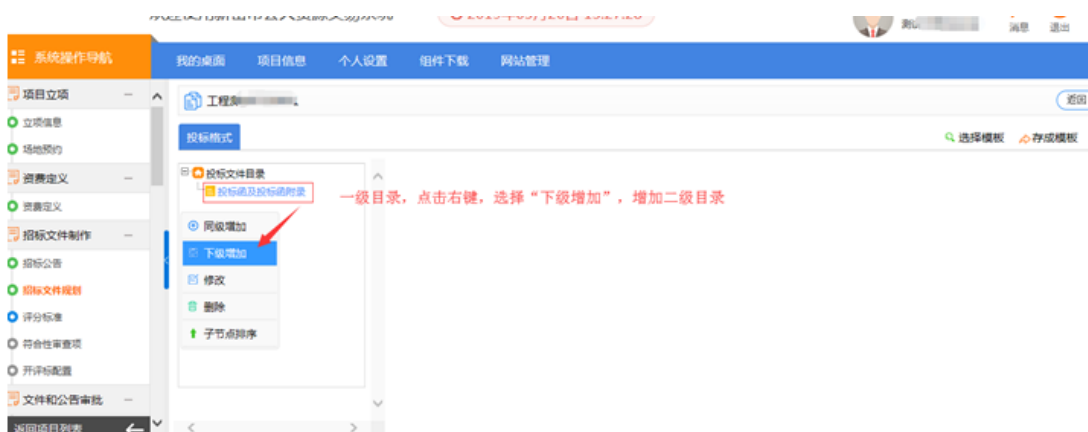 系统操作导航
我的桌面 项目信息 个人设置 组件下载 网站管理
消息 退出
项目立项
立项信息
场地预约
资费定义
资费定义
招标文件制作
招标公告
招标文件规划
评分标准
符合性审查项
开评标配置
文件和公告审批
返回项目列表
工程
返回
投标格式
选择模板 存成模板
投标文件目录
投标函及投标函附录
一级目录，点击右键，选择“下级增加”，增加二级目录
同级增加
下级增加
修改
删除
子节点排序